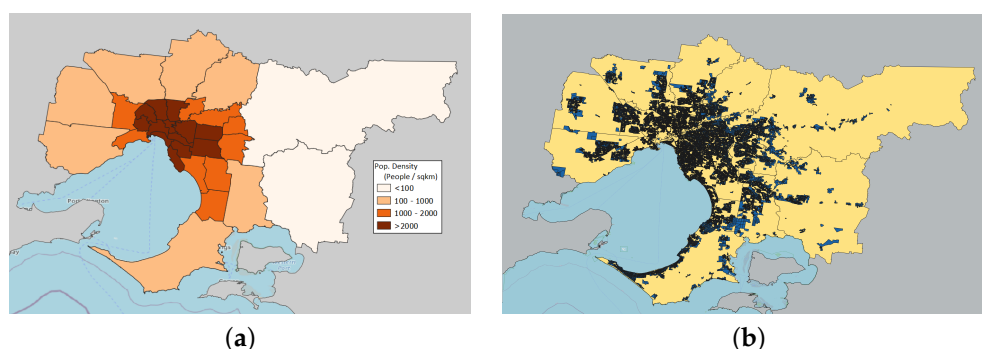 Pop. Density
(People / sqkm)
<100
100 - 1000
1000 - 2000
>2000
(a)
(b)